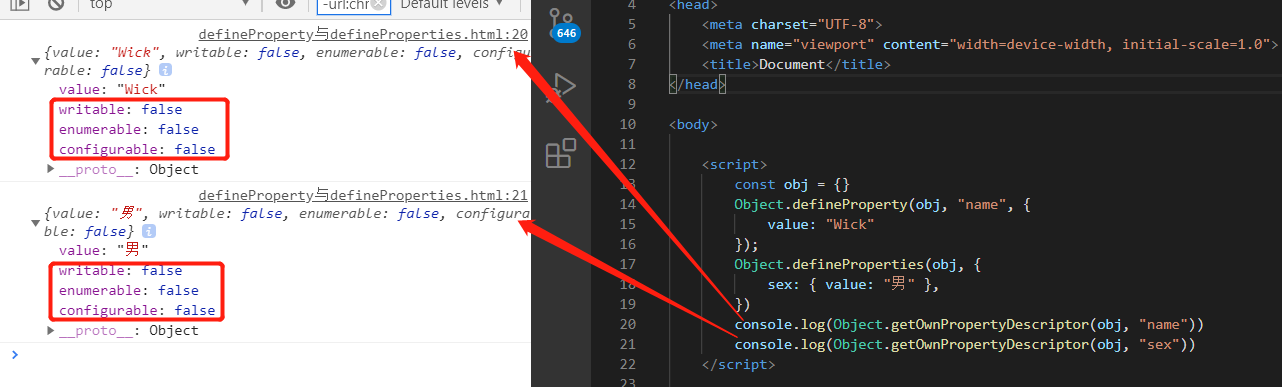 top
-url:chr
Default levels
defineProperty与defineProperties.html:20
{value: "Wick", writable: false, enumerable: false, config
rable: false} i
value: "Wick"
writable: false
enumerable: false
configurable: false
__proto__: Object
defineProperty与defineProperties.html:21
{value: "男", writable: false, enumerable: false, configura
ble: false} i
value: "男"
writable: false
enumerable: false
configurable: false
__proto__: Object
646
4 <head>
5 <meta charset="UTF-8">
6 <meta name="viewport" content="width=device-width, initial-scale=1.0">
7 <title>Document</title>
8 </head>
9
10 <body>
11
12 <script>
13 const obj = {}
14 Object.defineProperty(obj, "name", {
15 value: "Wick"
16 });
17 Object.defineProperties(obj, {
18 sex: { value: "男" },
19 })
20 console.log(Object.getOwnPropertyDescriptor(obj, "name"))
21 console.log(Object.getOwnPropertyDescriptor(obj, "sex"))
22 </script>
23